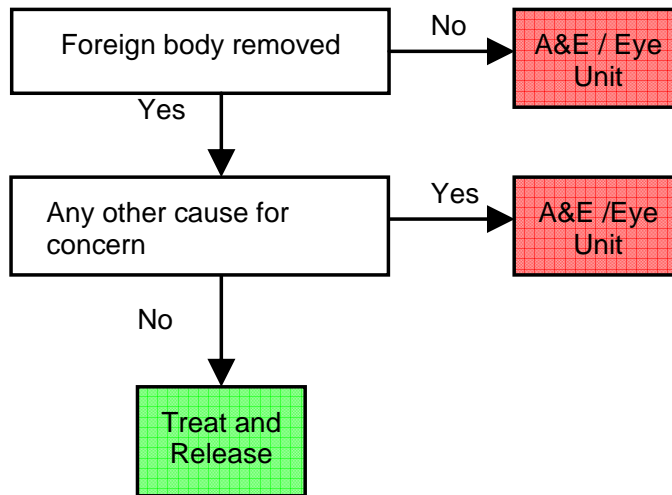 Foreign body removed
No
A&E / Eye
Unit
Yes
Any other cause for
concern
Yes
A&E /Eye
Unit
No
Treat and
Release